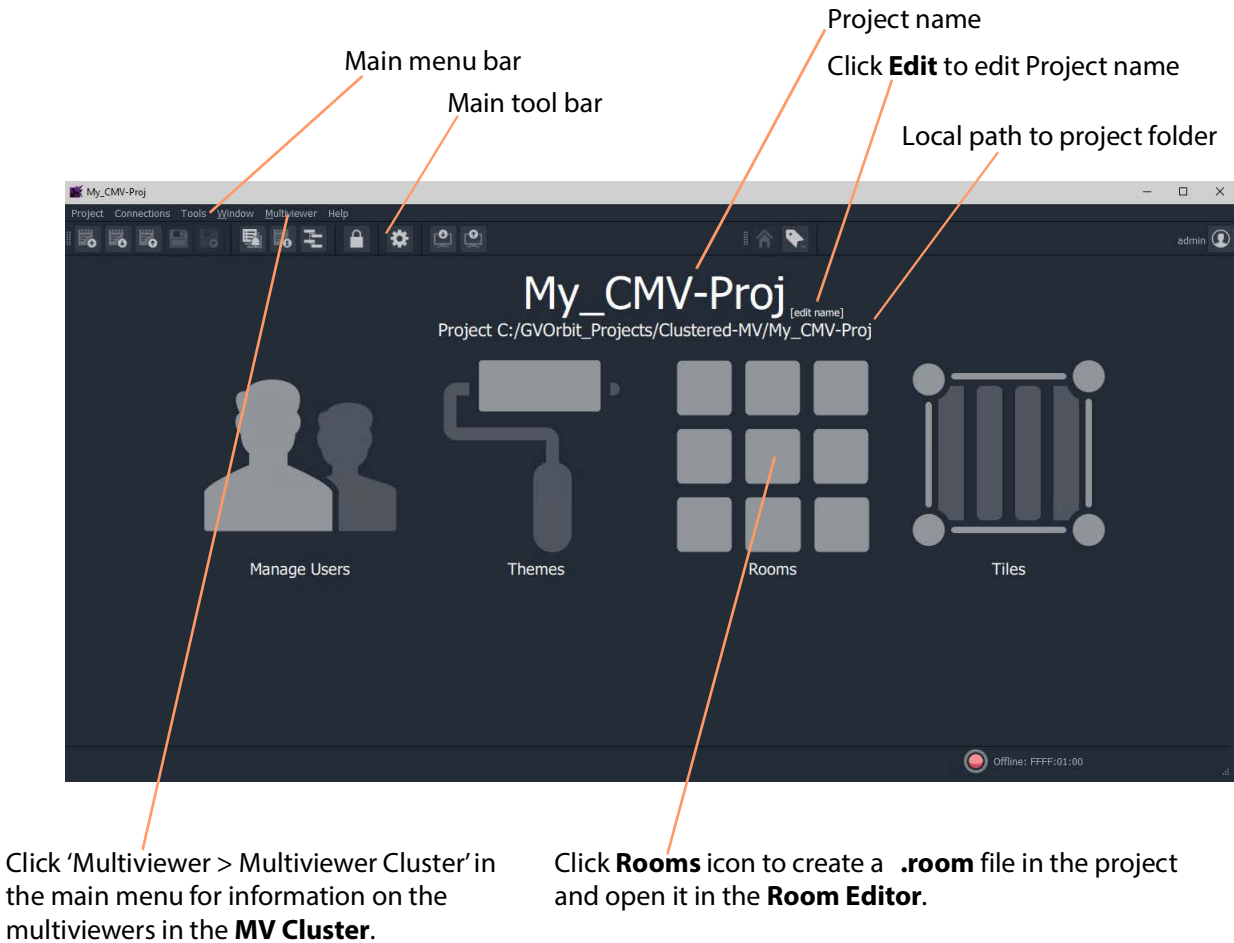 Project name
Main menu bar
Click Edit to edit Project name
Main tool bar
Local path to project folder
My_CMV-Proj
Project Connections Tools Window Multiviewer Help
admin
My_CMV-Proj
[edit name]
Project C:/GVOrbit_Projects/Clustered-MV/My_CMV-Proj
Manage Users
Themes
Rooms
Tiles
Offline: FFFF:01:00
Click ‘Multiviewer > Multiviewer Cluster’ in
the main menu for information on the
multiviewers in the MV Cluster.
Click Rooms icon to create a .room file in the project
and open it in the Room Editor.